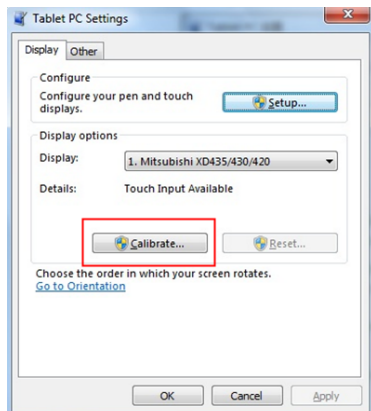 Tablet PC Settings
Display Other
Configure
Configure your pen and touch
displays.
Setup...
Display options
Display:
1. Mitsubishi XD435/430/420
Details:
Touch Input Available
Calibrate...
Reset...
Choose the order in which your screen rotates.
Go to Orientation
OK Cancel Apply